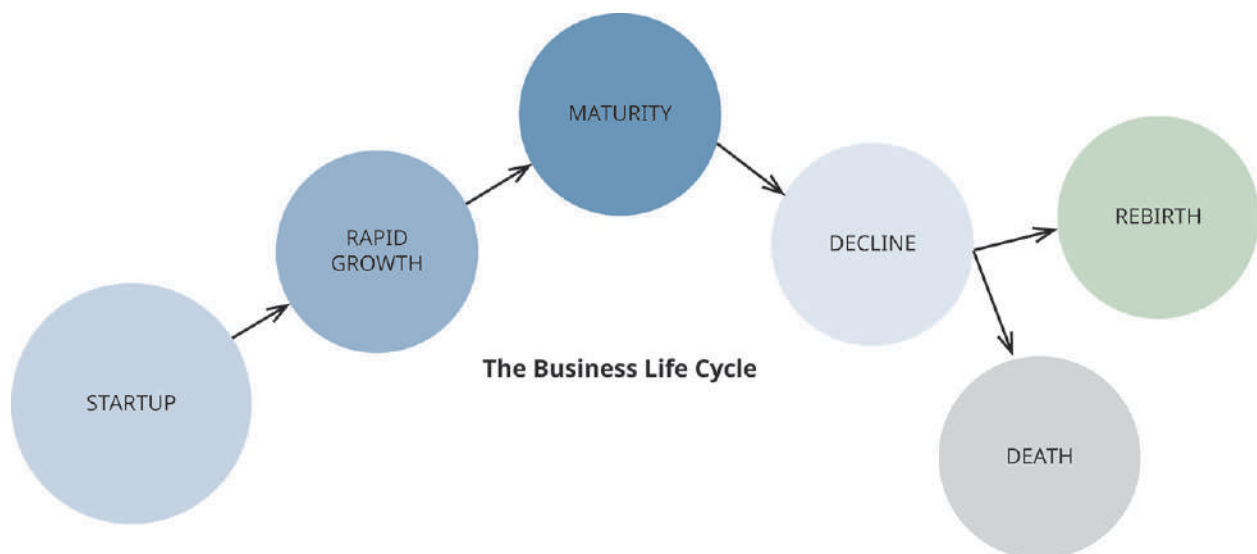 STARTUP
RAPID
GROWTH
MATURITY
DECLINE
REBIRTH
DEATH
The Business Life Cycle